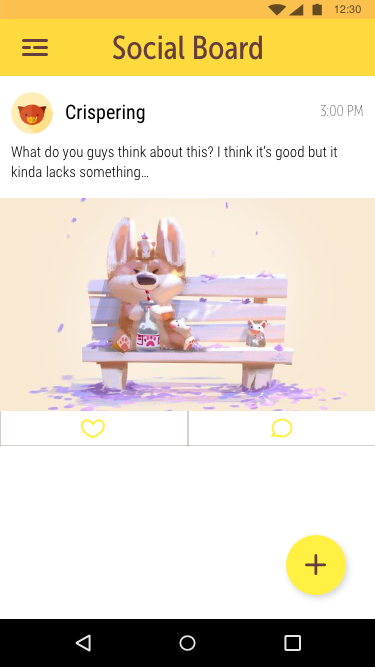 12:30
Social Board
Crispering
3:00 PM
What do you guys think about this? I think it's good but it
kinda lacks something...